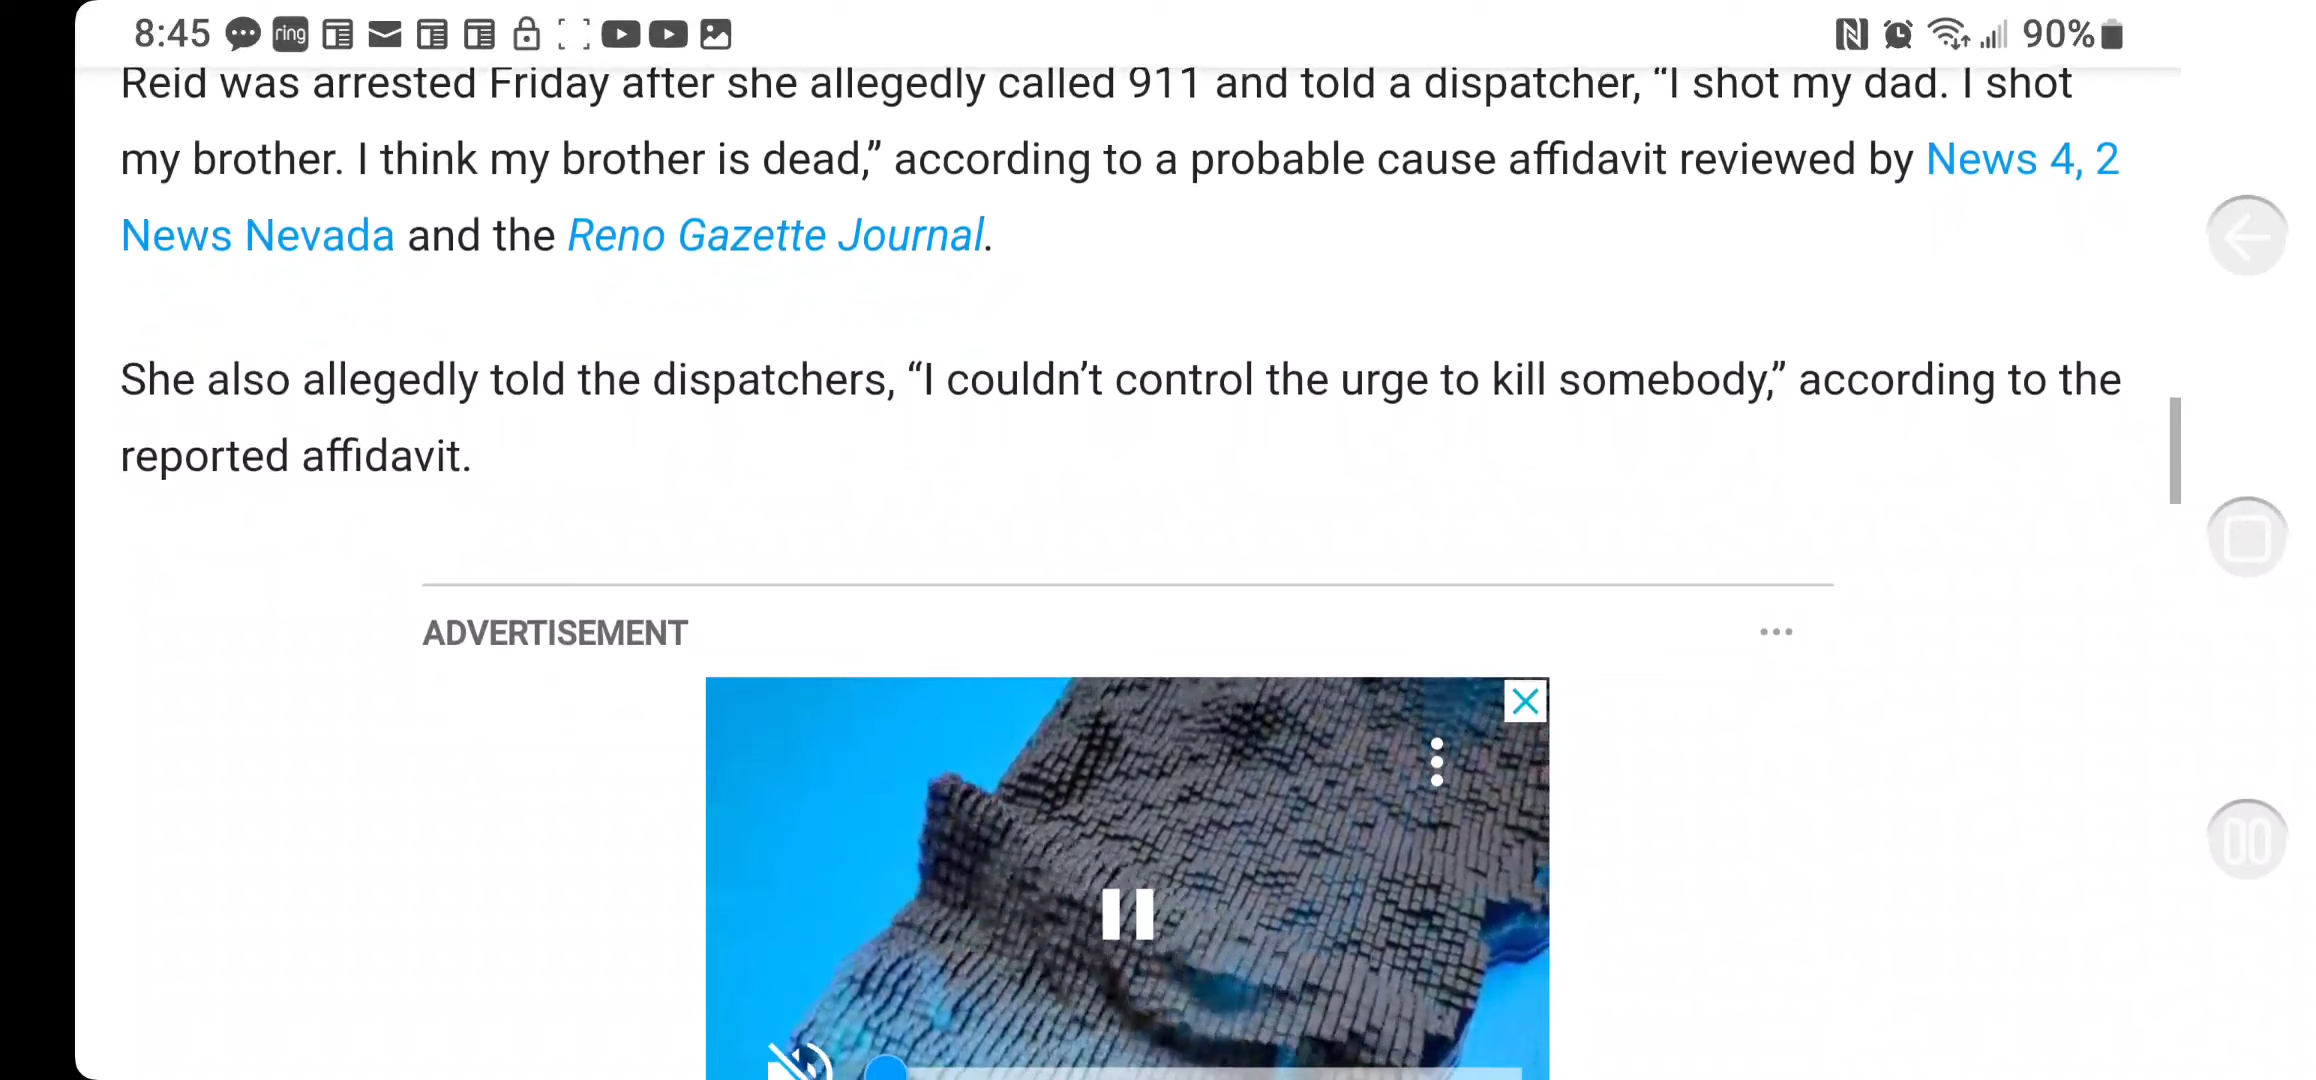 8:45 ring 90%
Reid was arrested Friday after she allegedly called 911 and told a dispatcher, “I shot my dad. I shot
my brother. I think my brother is dead,” according to a probable cause affidavit reviewed by News 4, 2
News Nevada and the Reno Gazette Journal.
She also allegedly told the dispatchers, “I couldn’t control the urge to kill somebody,” according to the
reported affidavit.
ADVERTISEMENT